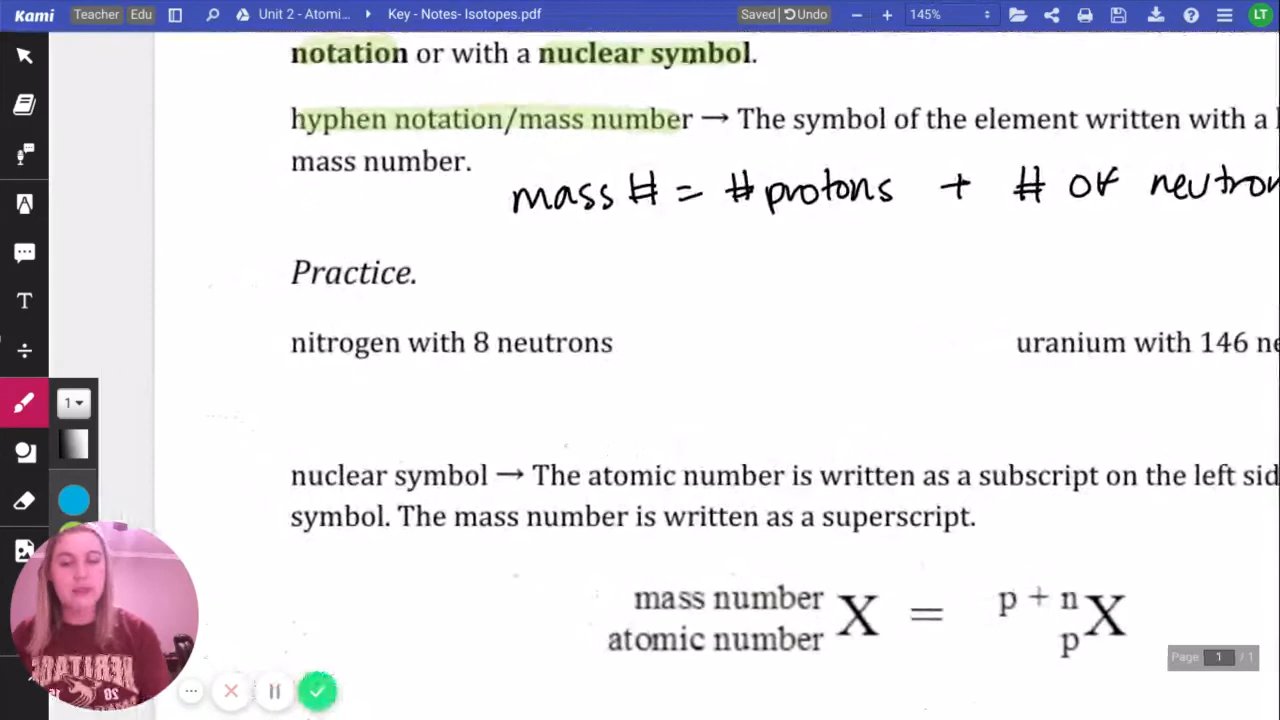 Kami Teacher Edu Unit 2 - Atomi... Key - Notes- Isotopes.pdf Saved Undo 145% LT
notation or with a nuclear symbol.
hyphen notation/mass number → The symbol of the element written with a
mass number.
mass # = # protons + # of neutron
Practice.
nitrogen with 8 neutrons uranium with 146 ne
1
nuclear symbol → The atomic number is written as a subscript on the left sid
symbol. The mass number is written as a superscript.
mass number
atomic number X = p + n
p X
Page 1 / 1
HERITAGE
20